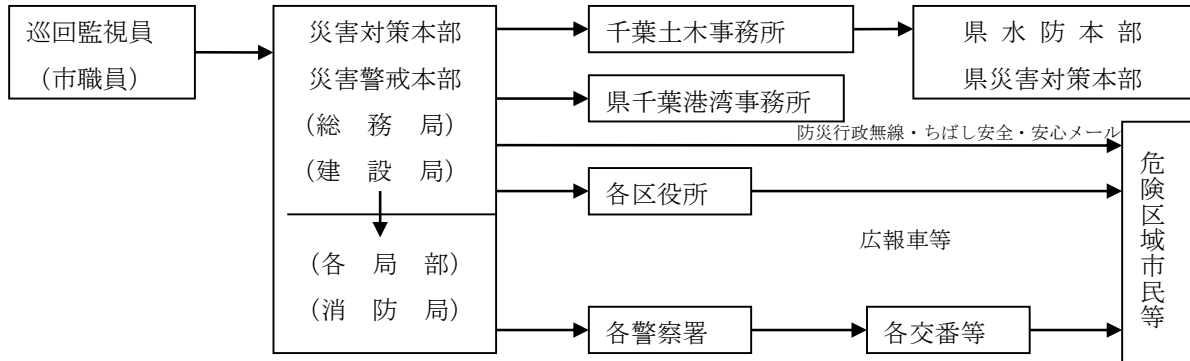 巡回監視員
（市職員）
災害対策本部
災害警戒本部
（総　務　局）
（建　設　局）
（各　局　部）
（消　防　局）
千葉土木事務所
県千葉港湾事務所
県 水 防 本 部
県災害対策本部
防災行政無線・ちばし安全・安心メール
各区役所
広報車等
各警察署
各交番等
危険区域市民等